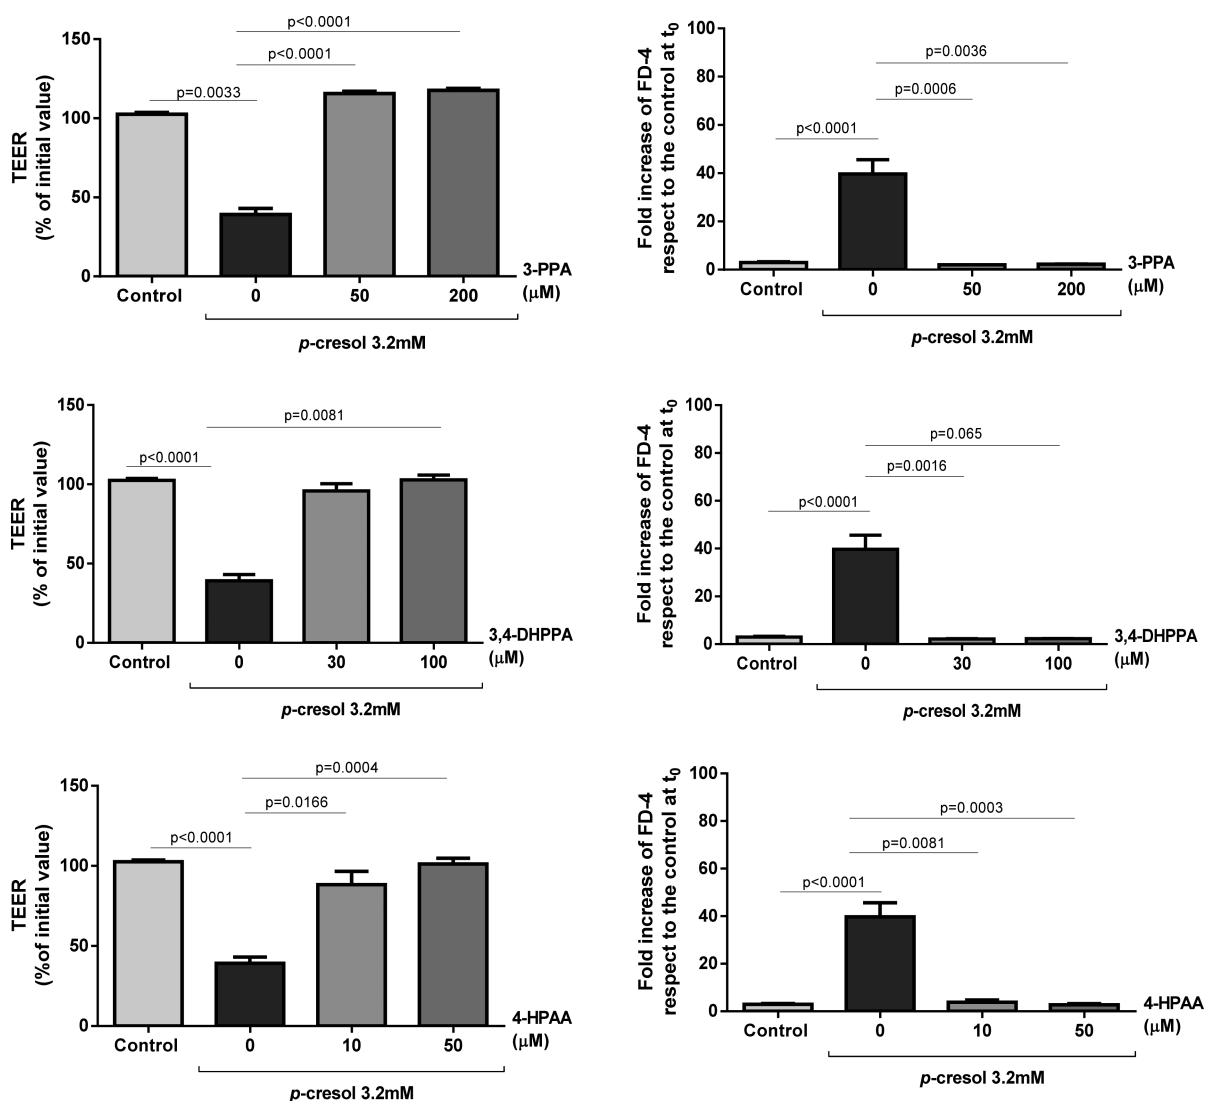 TEER
(% of initial value)
150
100
50
0
p<0.0001
p<0.0001
p=0.0033
Control
0
50
200
3-PPA
(μM)
p-cresol 3.2mM
Fold increase of FD-4
respect to the control at t0
100
80
60
40
20
0
p=0.0036
p=0.0006
p<0.0001
Control
0
50
200
3-PPA
(μM)
p-cresol 3.2mM
TEER
(% of initial value)
150
100
50
0
p=0.0081
p<0.0001
Control
0
30
100
3,4-DHPPA
(μM)
p-cresol 3.2mM
Fold increase of FD-4
respect to the control at t0
100
80
60
40
20
0
p=0.065
p=0.0016
p<0.0001
Control
0
30
100
3,4-DHPPA
(μM)
p-cresol 3.2mM
TEER
(%of initial value)
150
100
50
0
p=0.0004
p=0.0166
p<0.0001
Control
0
10
50
4-HPAA
(μM)
p-cresol 3.2mM
Fold increase of FD-4
respect to the control at t0
100
80
60
40
20
0
p=0.0003
p=0.0081
p<0.0001
Control
0
10
50
4-HPAA
(μM)
p-cresol 3.2mM